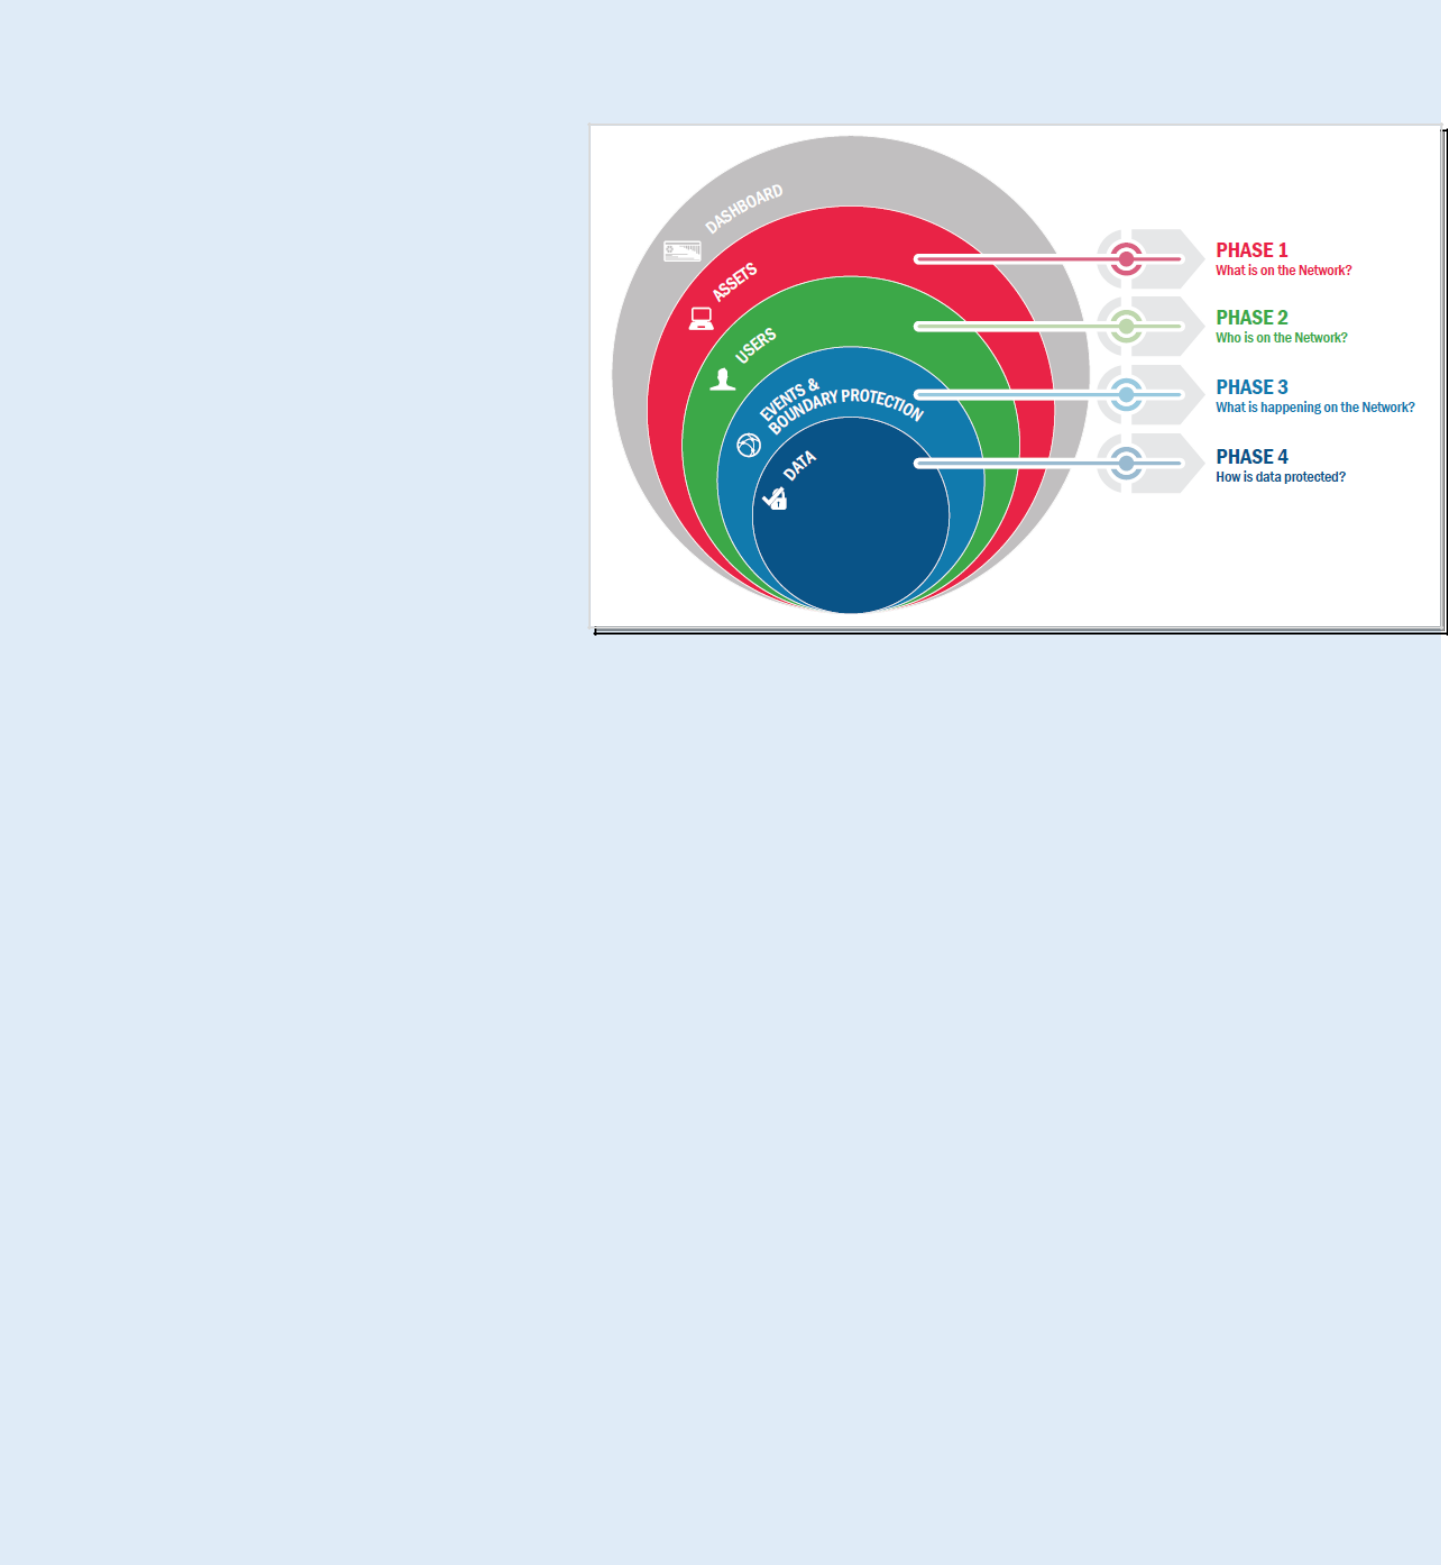 DASHBOARD
ASSETS
USERS
EVENTS &
BOUNDARY PROTECTION
DATA
PHASE 1
What is on the Network?
PHASE 2
Who is on the Network?
PHASE 3
What is happening on the Network?
PHASE 4
How is data protected?